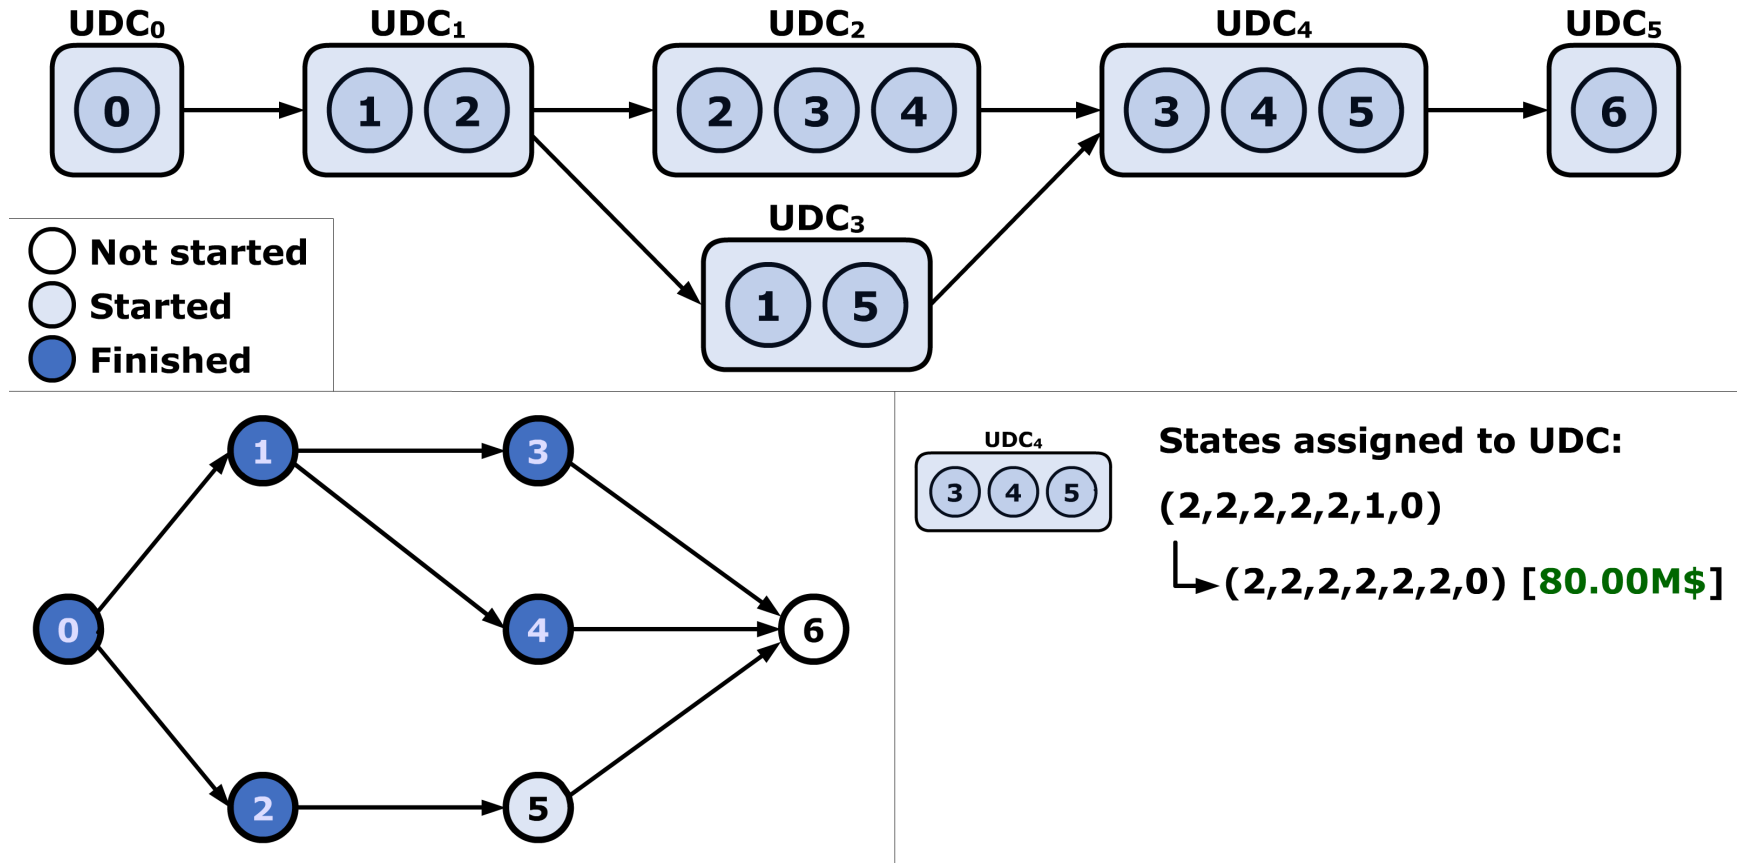 UDC₀
UDC₁
UDC₂
UDC₄
UDC₅
0
1 2
2 3 4
3 4 5
6
UDC₃
1 5
Not started
Started
Finished
0
1
2
3
4
5
6
UDC₄
3 4 5
States assigned to UDC:
(2,2,2,2,2,1,0)
(2,2,2,2,2,2,0) [80.00M$]